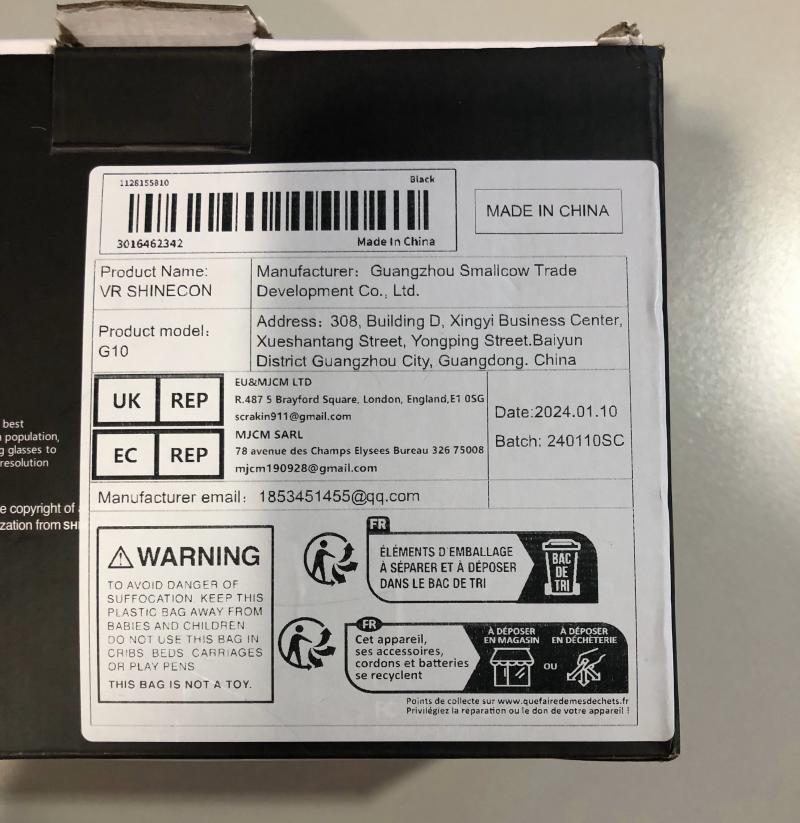 1128155810
Black
3016462342
Made In China
MADE IN CHINA
Product Name:
VR SHINECON
Manufacturer: Guangzhou Smallcow Trade
Development Co., Ltd.
Product model:
G10
Address: 308, Building D, Xingyi Business Center,
Xueshantang Street, Yongping Street.Baiyun
District Guangzhou City, Guangdong. China
UK REP
EU&MJCM LTD
R.487 5 Brayford Square, London, England,E1 0SG
scrakin911@gmail.com
EC REP
MJCM SARL
78 avenue des Champs Elysees Bureau 326 75008
mjcm190928@gmail.com
Date:2024.01.10
Batch: 240110SC
Manufacturer email: 1853451455@qq.com
best
population,
glasses to
resolution
e copyright of
zation from SHI
WARNING
TO AVOID DANGER OF
SUFFOCATION KEEP THIS
PLASTIC BAG AWAY FROM
BABIES AND CHILDREN
DO NOT USE THIS BAG IN
CRIBS BEDS CARRIAGES
OR PLAY PENS
THIS BAG IS NOT A TOY.
FR
ÉLÉMENTS D'EMBALLAGE
À SÉPARER ET À DÉPOSER
DANS LE BAC DE TRI
BAC
DE
TRI
FR
Cet appareil,
ses accessoires,
cordons et batteries
se recyclent
À DÉPOSER
EN MAGASIN
OU
À DÉPOSER
EN DÉCHÈTERIE
Points de collecte sur www.quefairedemesdechets.fr
Privilégiez la reparation ou le don de votre appareil !